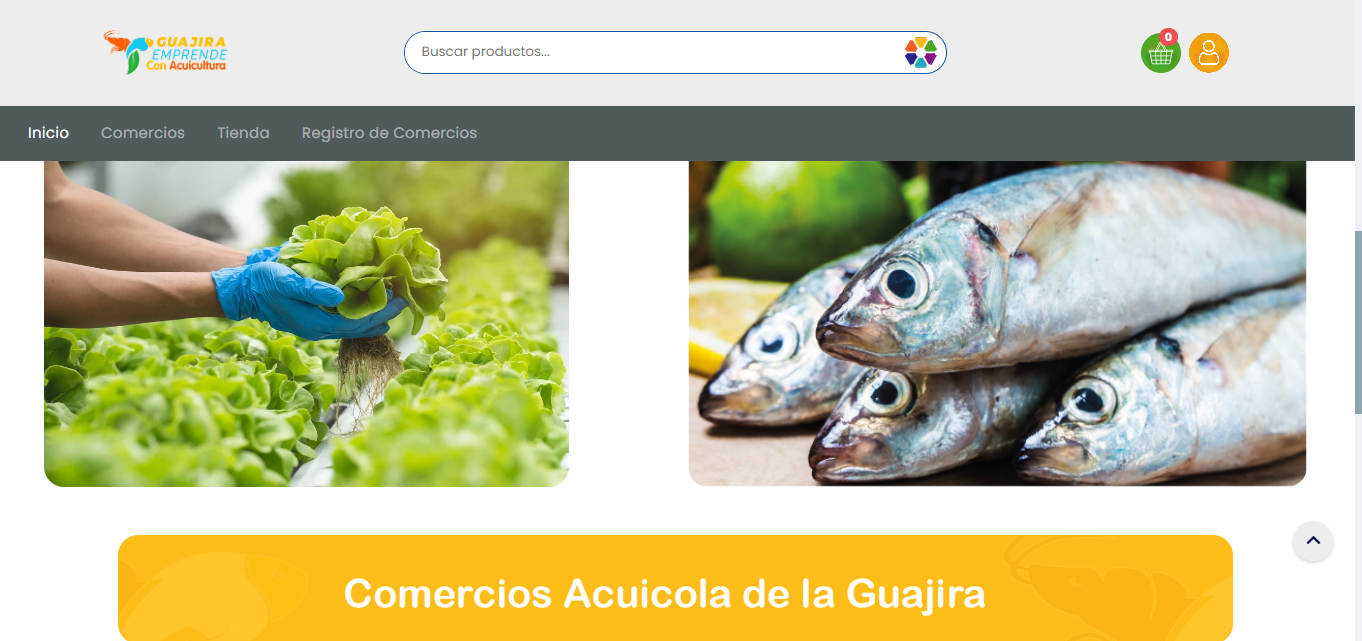 GUAJIRA
EMPRENDE
Con Acuicultura
Buscar productos...
0
Inicio Comercios Tienda Registro de Comercios
Comercios Acuicola de la Guajira